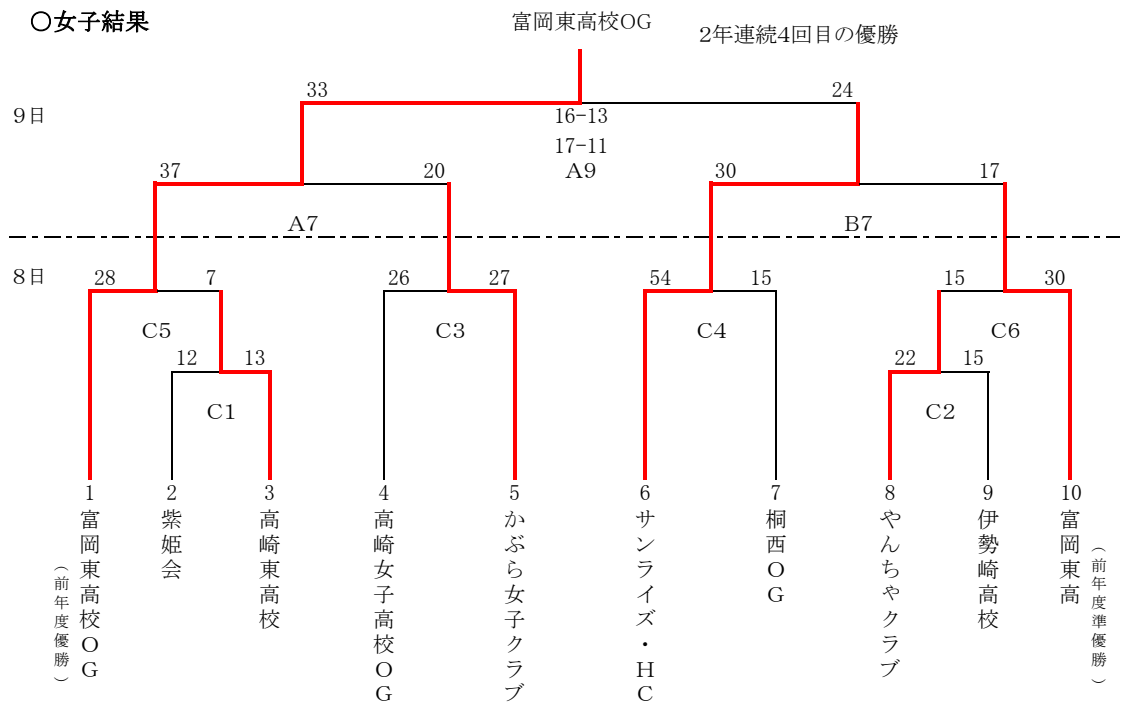 ○女子結果
富岡東高校OG
2年連続4回目の優勝
33
24
9日
16-13
17-11
A9
37
20
30
17
A7
B7
8日
28
7
26
27
54
15
15
30
C5
C3
C4
C6
12
13
22
15
C1
C2
1
2
3
4
5
6
7
8
9
10
富岡東高校OG
（前年度優勝）
紫姫会
高崎東高校
高崎女子高校OG
かぶら女子クラブ
サンライズ・HC
桐西OG
やんちゃクラブ
伊勢崎高校
富岡東高
（前年度準優勝）